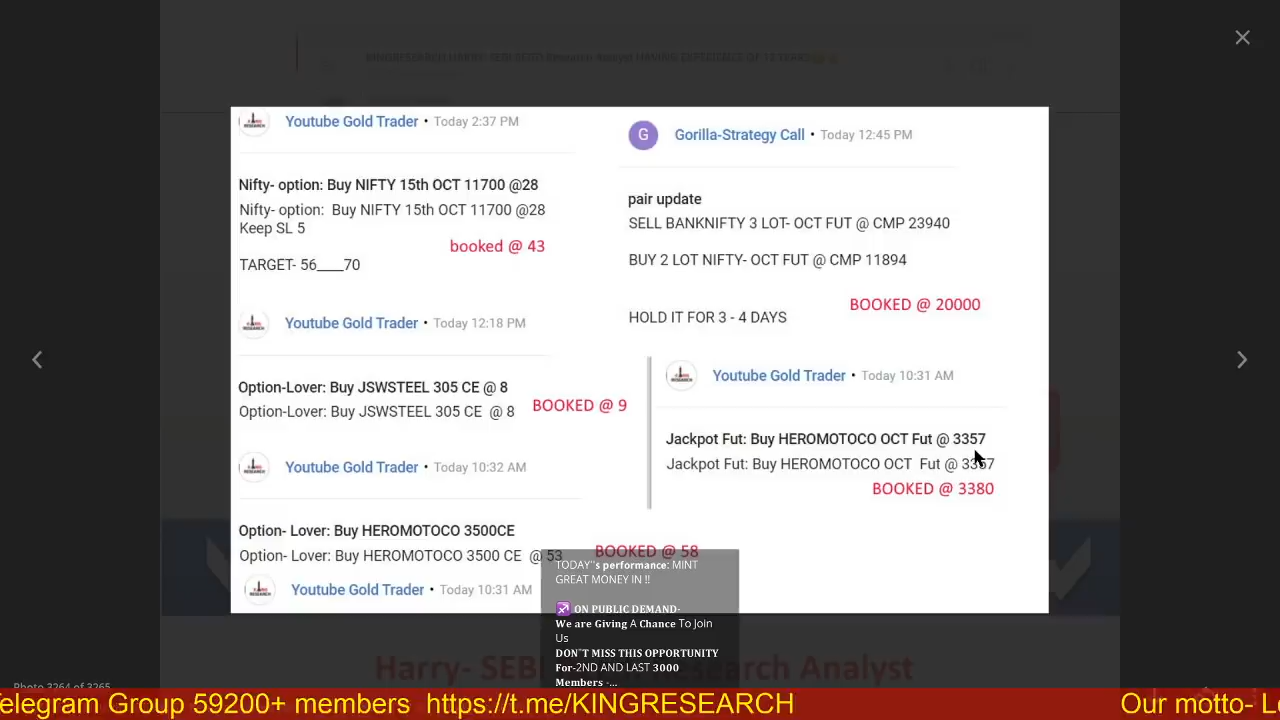 Youtube Gold Trader • Today 2:37 PM
Nifty- option: Buy NIFTY 15th OCT 11700 @28
Nifty- option: Buy NIFTY 15th OCT 11700 @28
Keep SL 5
booked @ 43
TARGET- 56____70
Youtube Gold Trader • Today 12:18 PM
Option-Lover: Buy JSWSTEEL 305 CE @ 8
Option-Lover: Buy JSWSTEEL 305 CE @ 8
BOOKED @ 9
Youtube Gold Trader • Today 10:32 AM
Option- Lover: Buy HEROMOTOCO 3500CE
Option- Lover: Buy HEROMOTOCO 3500 CE @ 53
BOOKED @ 58
Youtube Gold Trader • Today 10:31 AM
G
Gorilla-Strategy Call • Today 12:45 PM
pair update
SELL BANKNIFTY 3 LOT- OCT FUT @ CMP 23940
BUY 2 LOT NIFTY- OCT FUT @ CMP 11894
BOOKED @ 20000
HOLD IT FOR 3 - 4 DAYS
Youtube Gold Trader • Today 10:31 AM
Jackpot Fut: Buy HEROMOTOCO OCT Fut @ 3357
Jackpot Fut: Buy HEROMOTOCO OCT Fut @ 3357
BOOKED @ 3380
TODAY"s performance: MINT
GREAT MONEY IN !!
♐ ON PUBLIC DEMAND-
We are Giving A Chance To Join
Us
DON"T MISS THIS OPPORTUNITY
For-2ND AND LAST 3000
Members -...
Harry- SEBI Research Analyst
Photo 3264 of 3265
elegram Group 59200+ members https://t.me/KINGRESEARCH
Our motto- L